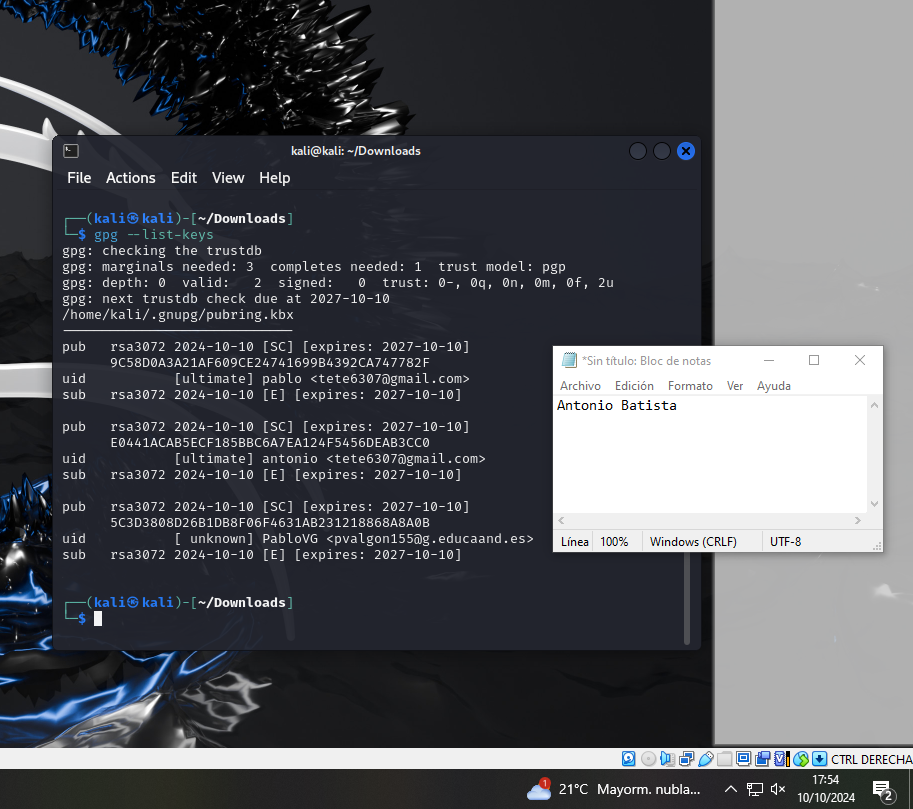 kali@kali: ~/Downloads
File Actions Edit View Help
┌──(kali㉿kali)-[~/Downloads]
└─$ gpg --list-keys
gpg: checking the trustdb
gpg: marginals needed: 3  completes needed: 1  trust model: pgp
gpg: depth: 0  valid:   2  signed:   0  trust: 0-, 0q, 0n, 0m, 0f, 2u
gpg: next trustdb check due at 2027-10-10
/home/kali/.gnupg/pubring.kbx
-----------------------------
pub   rsa3072 2024-10-10 [SC] [expires: 2027-10-10]
      9C58D0A3A21AF609CE24741699B4392CA747782F
uid           [ultimate] pablo <tete6307@gmail.com>
sub   rsa3072 2024-10-10 [E] [expires: 2027-10-10]
pub   rsa3072 2024-10-10 [SC] [expires: 2027-10-10]
      E0441ACAB5ECF185BBC6A7EA124F5456DEAB3CC0
uid           [ultimate] antonio <tete6307@gmail.com>
sub   rsa3072 2024-10-10 [E] [expires: 2027-10-10]
pub   rsa3072 2024-10-10 [SC] [expires: 2027-10-10]
      5C3D3808D26B1DB8F06F4631AB231218868A8A0B
uid           [ unknown] PabloVG <pvalgon155@g.educaand.es>
sub   rsa3072 2024-10-10 [E] [expires: 2027-10-10]
┌──(kali㉿kali)-[~/Downloads]
└─$
*Sin título: Bloc de notas
Archivo Edición Formato Ver Ayuda
Antonio Batista
Línea 100% Windows (CRLF) UTF-8
CTRL DERECHA
1
21°C Mayorm. nubla...
17:54
10/10/2024
2